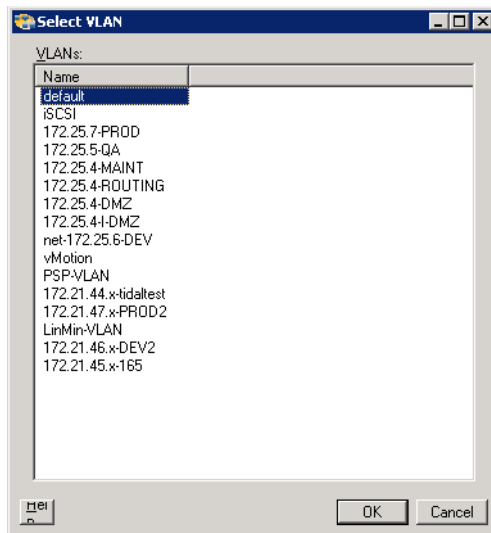 Select VLAN
VLANs:
Name
default
iSCSI
172.25.7-PROD
172.25.5-QA
172.25.4-MAINT
172.25.4-ROUTING
172.25.4-DMZ
172.25.4-I-DMZ
net-172.25.6-DEV
vMotion
PSP-VLAN
172.21.44.x-tidaltest
172.21.47.x-PROD2
LinMin-VLAN
172.21.46.x-DEV2
172.21.45.x-165
OK Cancel